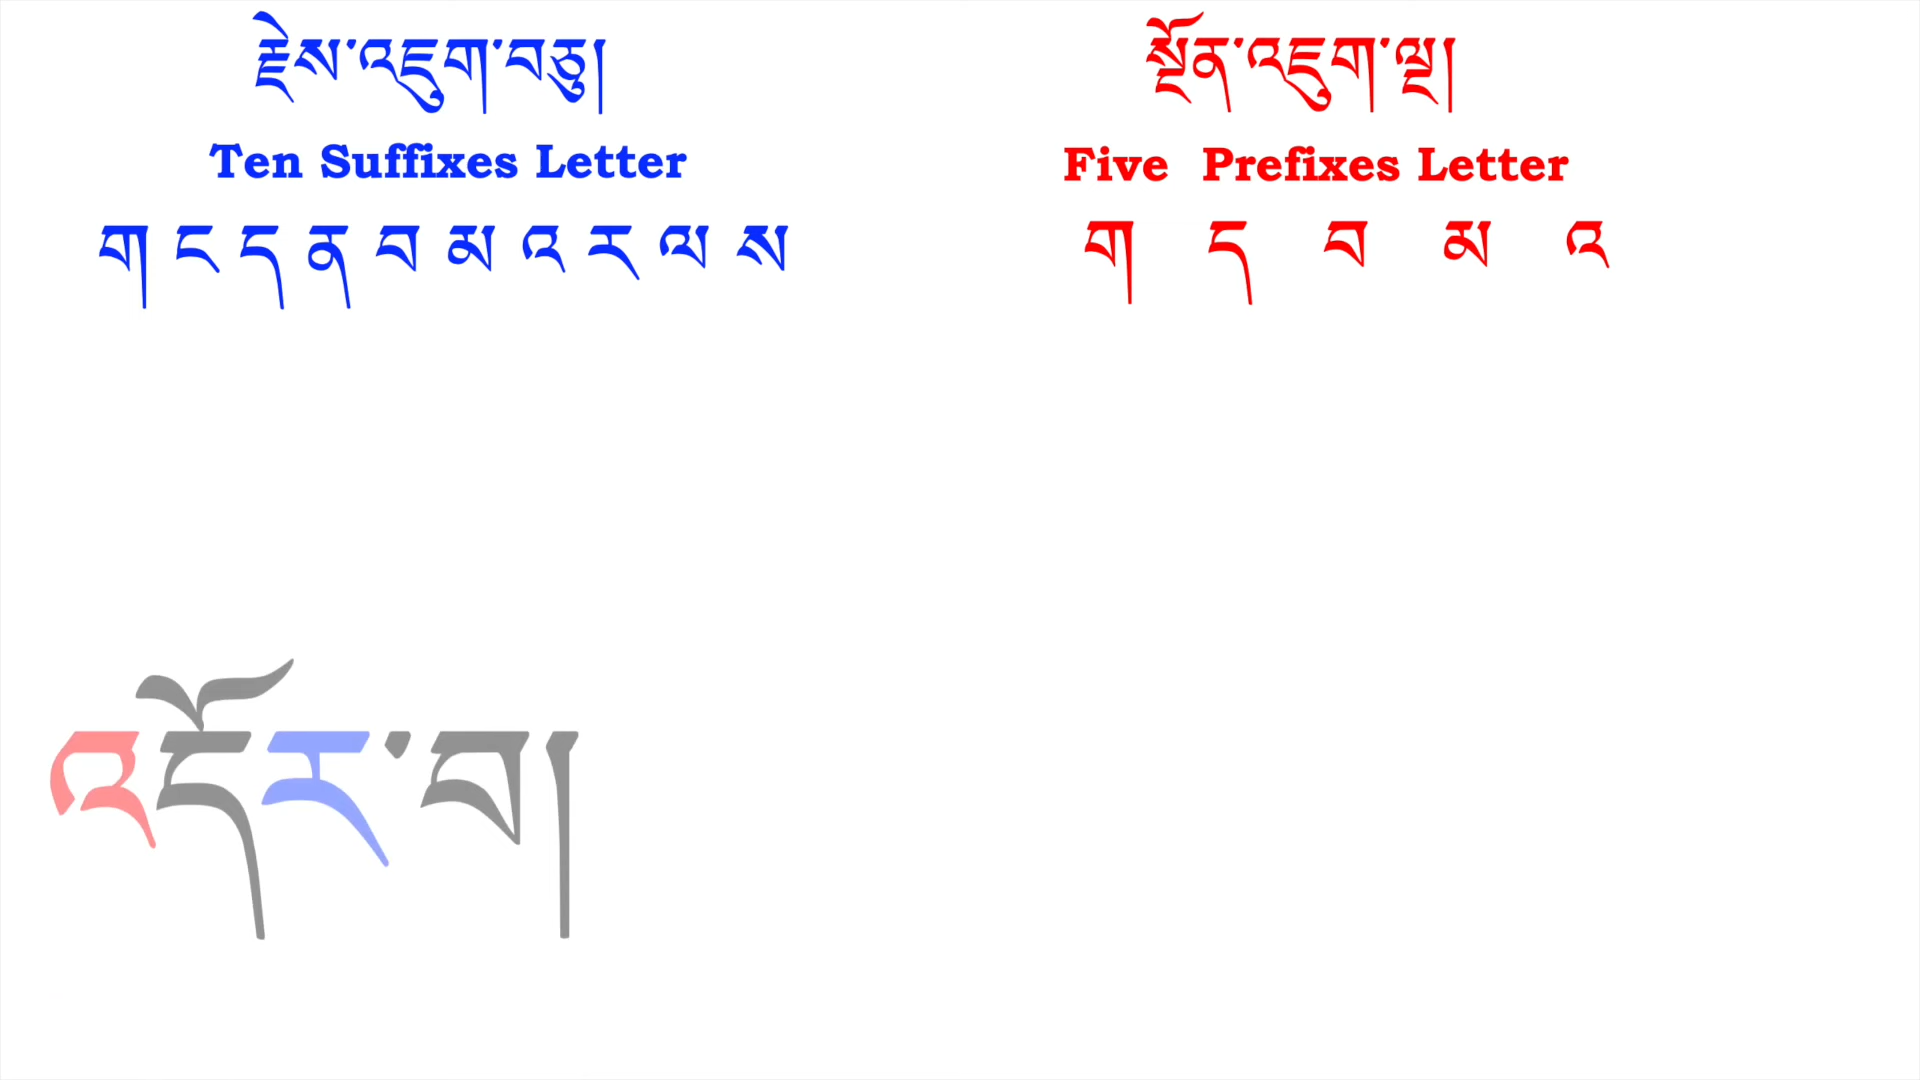 རྗེས་འཇུག་བཅུ།
Ten Suffixes Letter
ག ང ད ན བ མ འ ར ལ ས
སྔོན་འཇུག་ལྔ།
Five Prefixes Letter
ག ད བ མ འ
འདོར་བ།